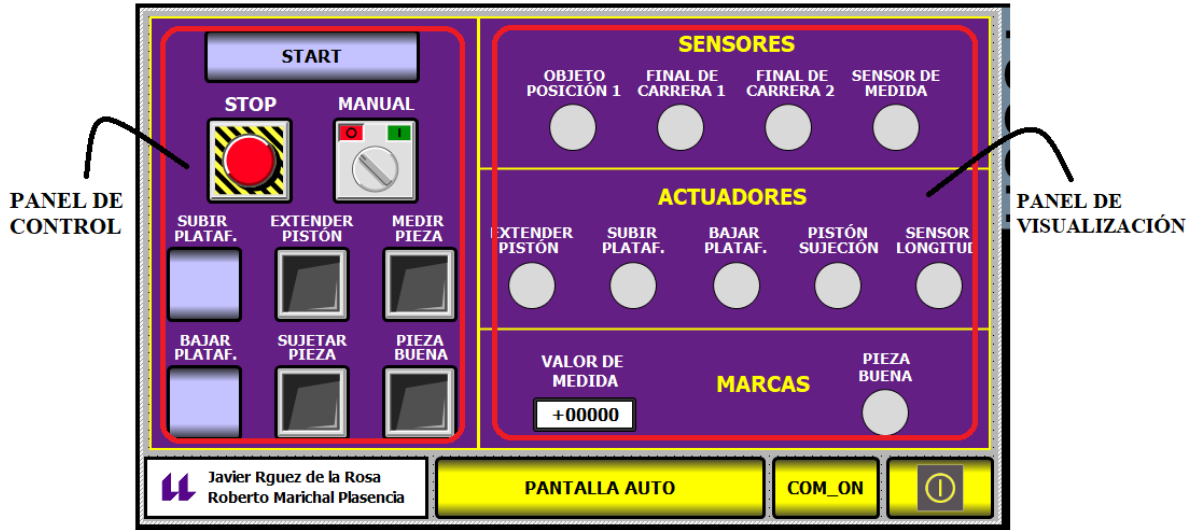 START
STOP
MANUAL
O
I
SUBIR
PLATAF.
EXTENDER
PISTÓN
MEDIR
PIEZA
BAJAR
PLATAF.
SUJETAR
PIEZA
PIEZA
BUENA
PANEL DE
CONTROL
SENSORES
OBJETO
POSICIÓN 1
FINAL DE
CARRERA 1
FINAL DE
CARRERA 2
SENSOR DE
MEDIDA
ACTUADORES
EXTENDER
PISTÓN
SUBIR
PLATAF.
BAJAR
PLATAF.
PISTÓN
SUJECIÓN
SENSOR
LONGITUD
VALOR DE
MEDIDA
+00000
MARCAS
PIEZA
BUENA
PANEL DE
VISUALIZACIÓN
Javier Rguez de la Rosa
Roberto Marichal Plasencia
PANTALLA AUTO
COM_ON